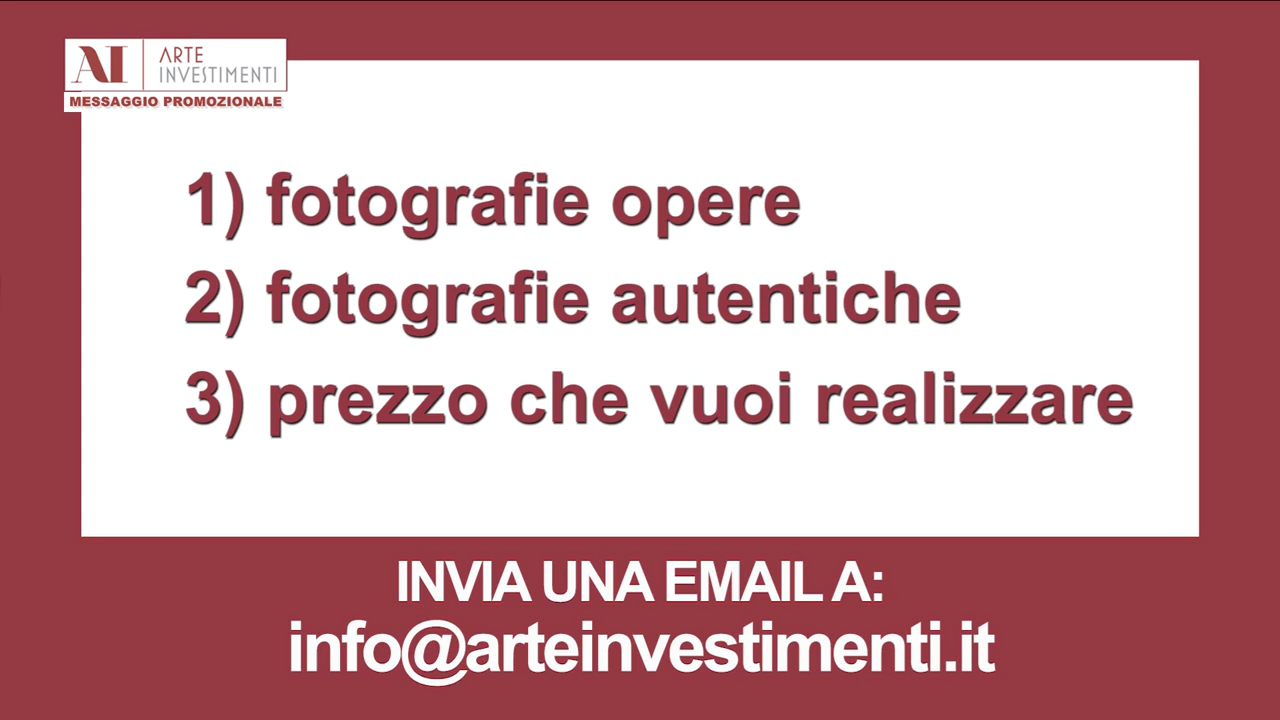 AI ARTE
INVESTIMENTI
MESSAGGIO PROMOZIONALE
1) fotografie opere
2) fotografie autentiche
3) prezzo che vuoi realizzare
INVIA UNA EMAIL A:
info@arteinvestimenti.it